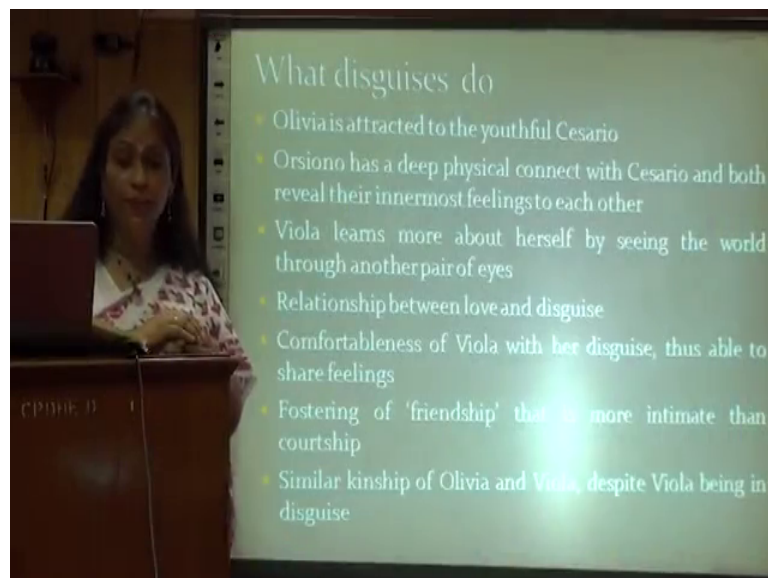 What disguises do
Olivia is attracted to the youthful Cesario
Orsiono has a deep physical connect with Cesario and both
reveal their innermost feelings to each other
Viola learns more about herself by seeing the world
through another pair of eyes
Relationship between love and disguise
Comfortableness of Viola with her disguise, thus able to
share feelings
Fostering of 'friendship' that is more intimate than
courtship
Similar kinship of Olivia and Viola, despite Viola being in
disguise